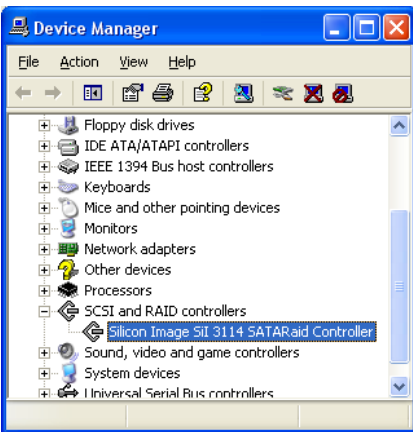 Device Manager
File Action View Help
Floppy disk drives
IDE ATA/ATAPI controllers
IEEE 1394 Bus host controllers
Keyboards
Mice and other pointing devices
Monitors
Network adapters
Other devices
Processors
SCSI and RAID controllers
Silicon Image SiI 3114 SATARaid Controller
Sound, video and game controllers
System devices
Universal Serial Bus controllers